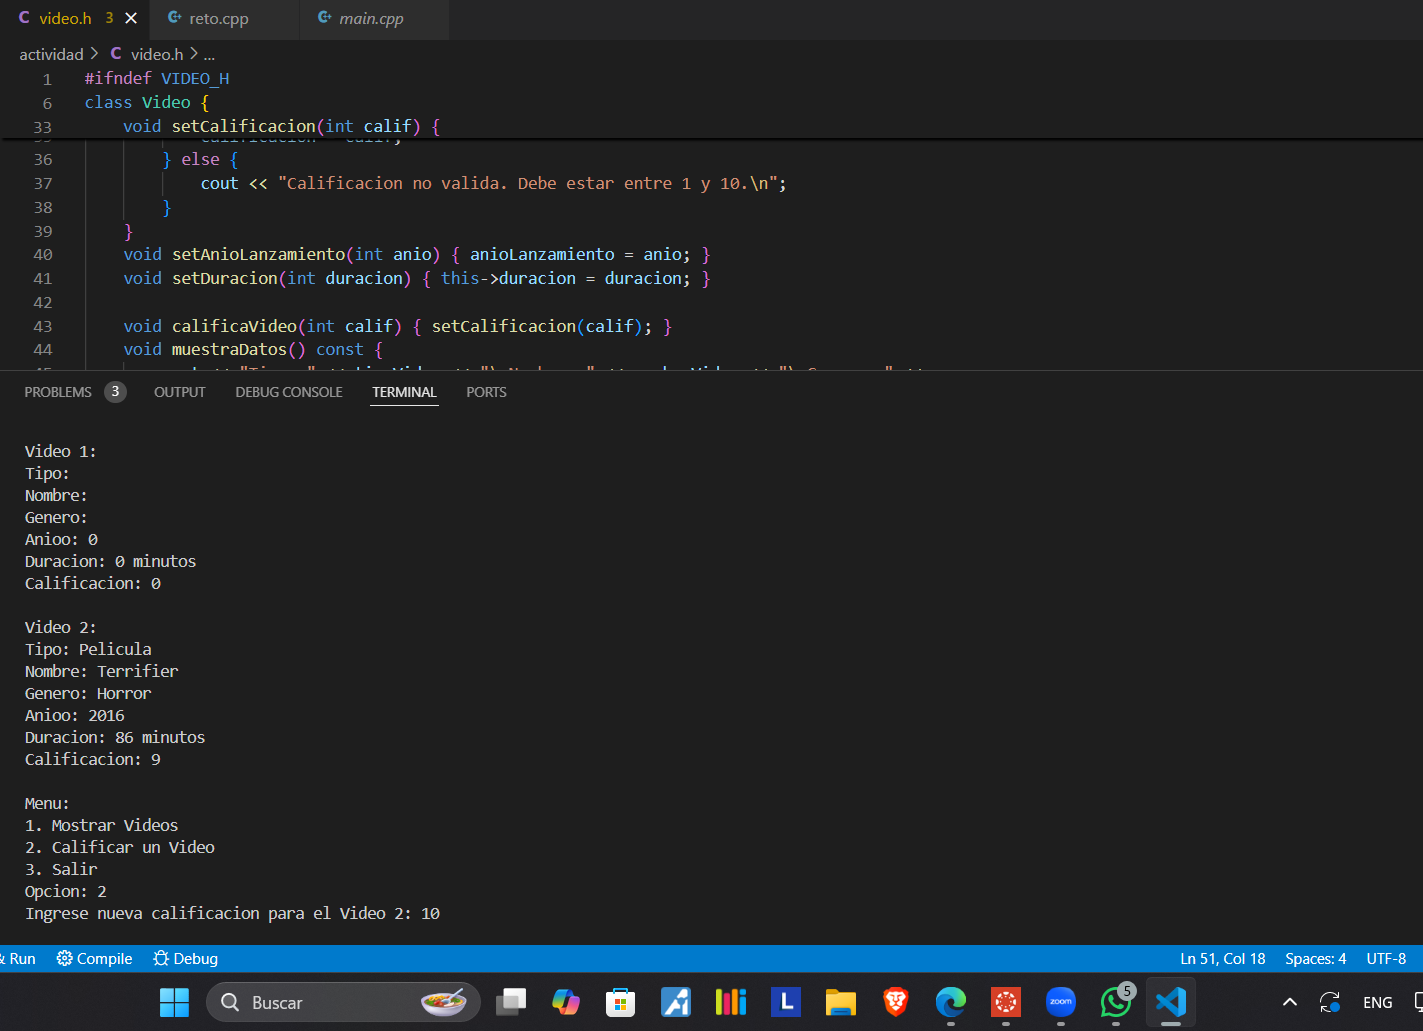 C video.h 3 × reto.cpp main.cpp
actividad > C video.h > ...
1 #ifndef VIDEO_H
6 class Video {
33 void setCalificacion(int calif) {
36 } else {
37 cout << "Calificacion no valida. Debe estar entre 1 y 10.\n";
38 }
39 }
40 void setAnioLanzamiento(int anio) { anioLanzamiento = anio; }
41 void setDuracion(int duracion) { this->duracion = duracion; }
42
43 void calificaVideo(int calif) { setCalificacion(calif); }
44 void muestraDatos() const {
PROBLEMS 3 OUTPUT DEBUG CONSOLE TERMINAL PORTS
Video 1:
Tipo:
Nombre:
Genero:
Anioo: 0
Duracion: 0 minutos
Calificacion: 0
Video 2:
Tipo: Pelicula
Nombre: Terrifier
Genero: Horror
Anioo: 2016
Duracion: 86 minutos
Calificacion: 9
Menu:
1. Mostrar Videos
2. Calificar un Video
3. Salir
Opcion: 2
Ingrese nueva calificacion para el Video 2: 10
& Run Compile Debug Ln 51, Col 18 Spaces: 4 UTF-8
Buscar L zoom 5 ENG